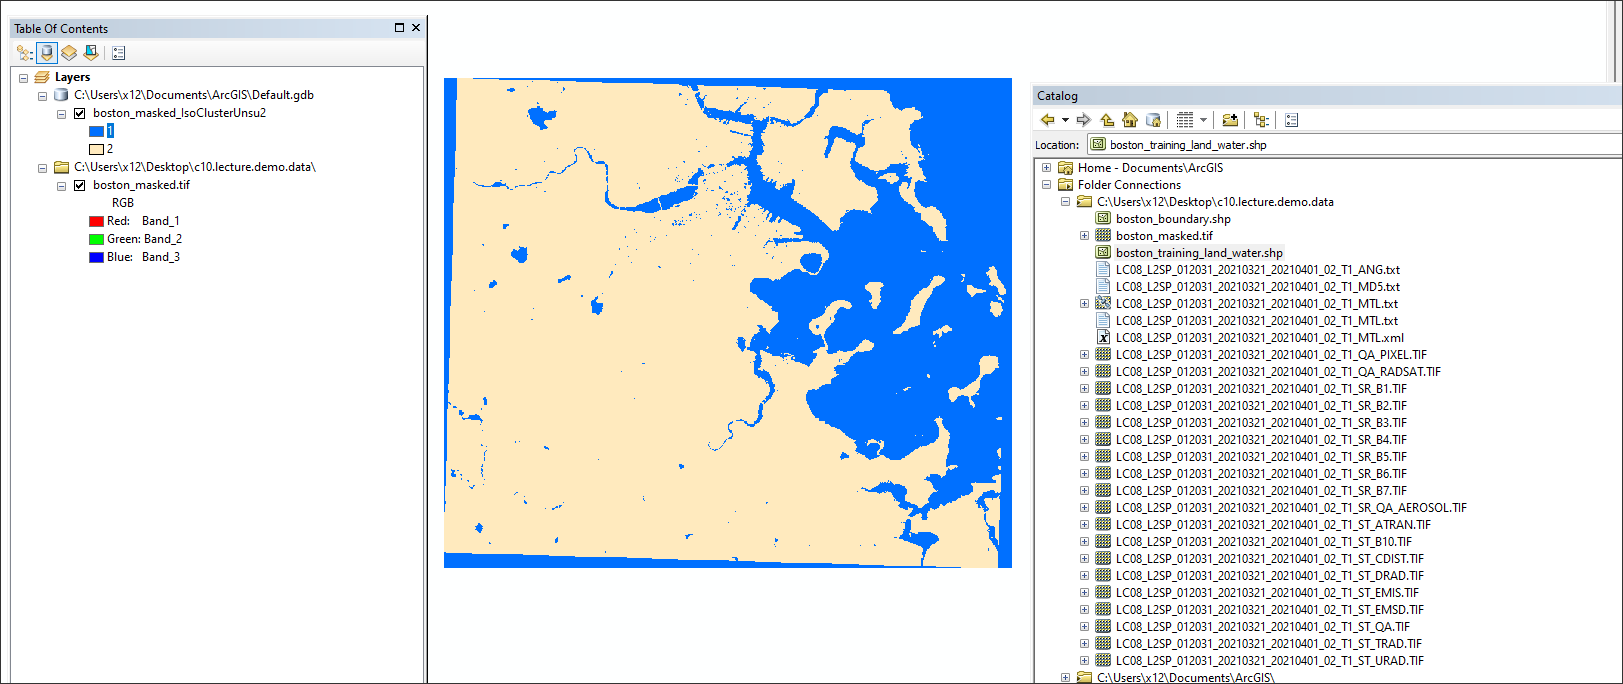 Table Of Contents
Layers
C:\Users\x12\Documents\ArcGIS\Default.gdb
boston_masked_IsoClusterUnsu2
1
2
C:\Users\x12\Desktop\c10.lecture.demo.data\
boston_masked.tif
RGB
Red: Band_1
Green: Band_2
Blue: Band_3
Catalog
Location: boston_training_land_water.shp
Home - Documents\ArcGIS
Folder Connections
C:\Users\x12\Desktop\c10.lecture.demo.data
boston_boundary.shp
boston_masked.tif
boston_training_land_water.shp
LC08_L2SP_012031_20210321_20210401_02_T1_ANG.txt
LC08_L2SP_012031_20210321_20210401_02_T1_MD5.txt
LC08_L2SP_012031_20210321_20210401_02_T1_MTL.txt
LC08_L2SP_012031_20210321_20210401_02_T1_MTL.txt
LC08_L2SP_012031_20210321_20210401_02_T1_MTL.xml
LC08_L2SP_012031_20210321_20210401_02_T1_QA_PIXEL.TIF
LC08_L2SP_012031_20210321_20210401_02_T1_QA_RADSAT.TIF
LC08_L2SP_012031_20210321_20210401_02_T1_SR_B1.TIF
LC08_L2SP_012031_20210321_20210401_02_T1_SR_B2.TIF
LC08_L2SP_012031_20210321_20210401_02_T1_SR_B3.TIF
LC08_L2SP_012031_20210321_20210401_02_T1_SR_B4.TIF
LC08_L2SP_012031_20210321_20210401_02_T1_SR_B5.TIF
LC08_L2SP_012031_20210321_20210401_02_T1_SR_B6.TIF
LC08_L2SP_012031_20210321_20210401_02_T1_SR_B7.TIF
LC08_L2SP_012031_20210321_20210401_02_T1_SR_QA_AEROSOL.TIF
LC08_L2SP_012031_20210321_20210401_02_T1_ST_ATRAN.TIF
LC08_L2SP_012031_20210321_20210401_02_T1_ST_B10.TIF
LC08_L2SP_012031_20210321_20210401_02_T1_ST_CDIST.TIF
LC08_L2SP_012031_20210321_20210401_02_T1_ST_DRAD.TIF
LC08_L2SP_012031_20210321_20210401_02_T1_ST_EMIS.TIF
LC08_L2SP_012031_20210321_20210401_02_T1_ST_EMSD.TIF
LC08_L2SP_012031_20210321_20210401_02_T1_ST_QA.TIF
LC08_L2SP_012031_20210321_20210401_02_T1_ST_TRAD.TIF
LC08_L2SP_012031_20210321_20210401_02_T1_ST_URAD.TIF
C:\Users\x12\Documents\ArcGIS\